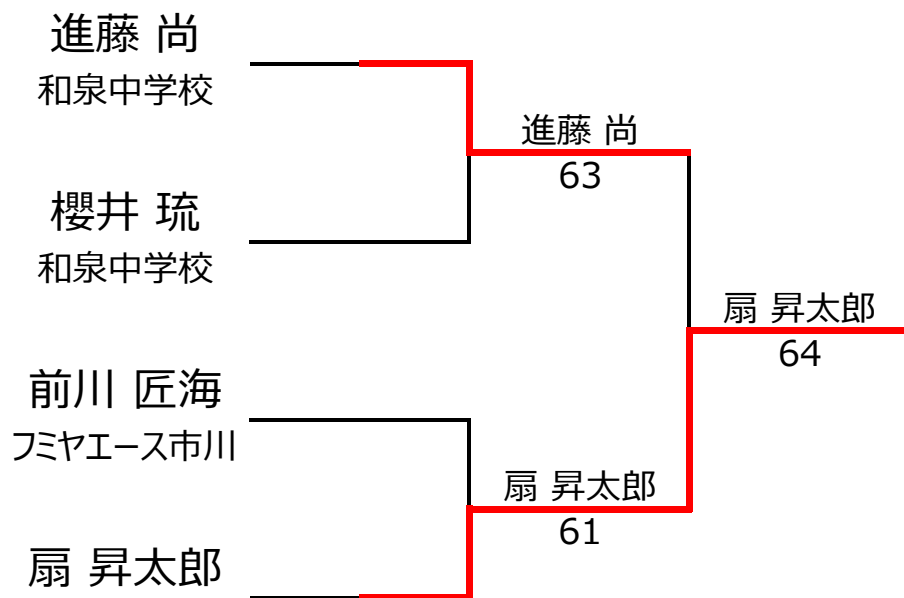 進藤 尚
和泉中学校
進藤 尚
63
櫻井 琉
和泉中学校
扇 昇太郎
64
前川 匠海
フミヤエース市川
扇 昇太郎
61
扇 昇太郎